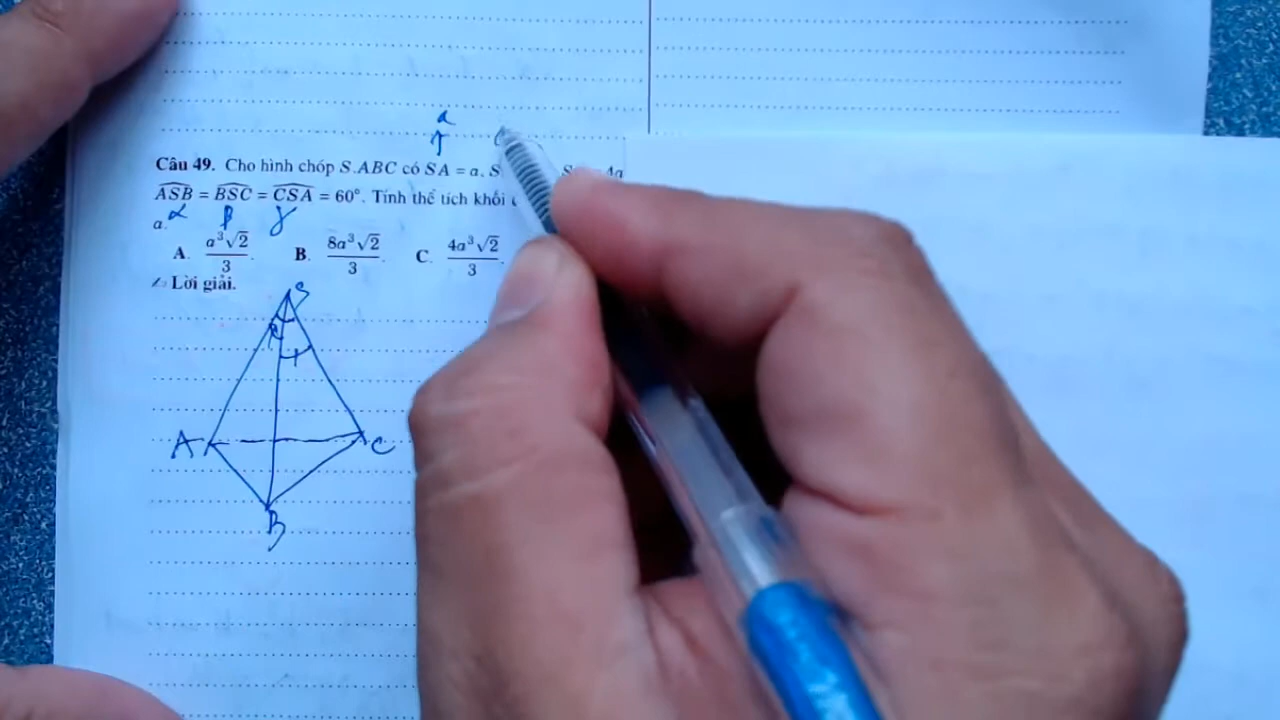 a
Câu 49. Cho hình chóp S.ABC có SA = a, S 4a
ASB = BSC = CSA = 60°. Tính thể tích khối
a.
α β γ
A. a³√2/3. B. 8a³√2/3. C. 4a³√2/3.
Lời giải.
S
A C
B